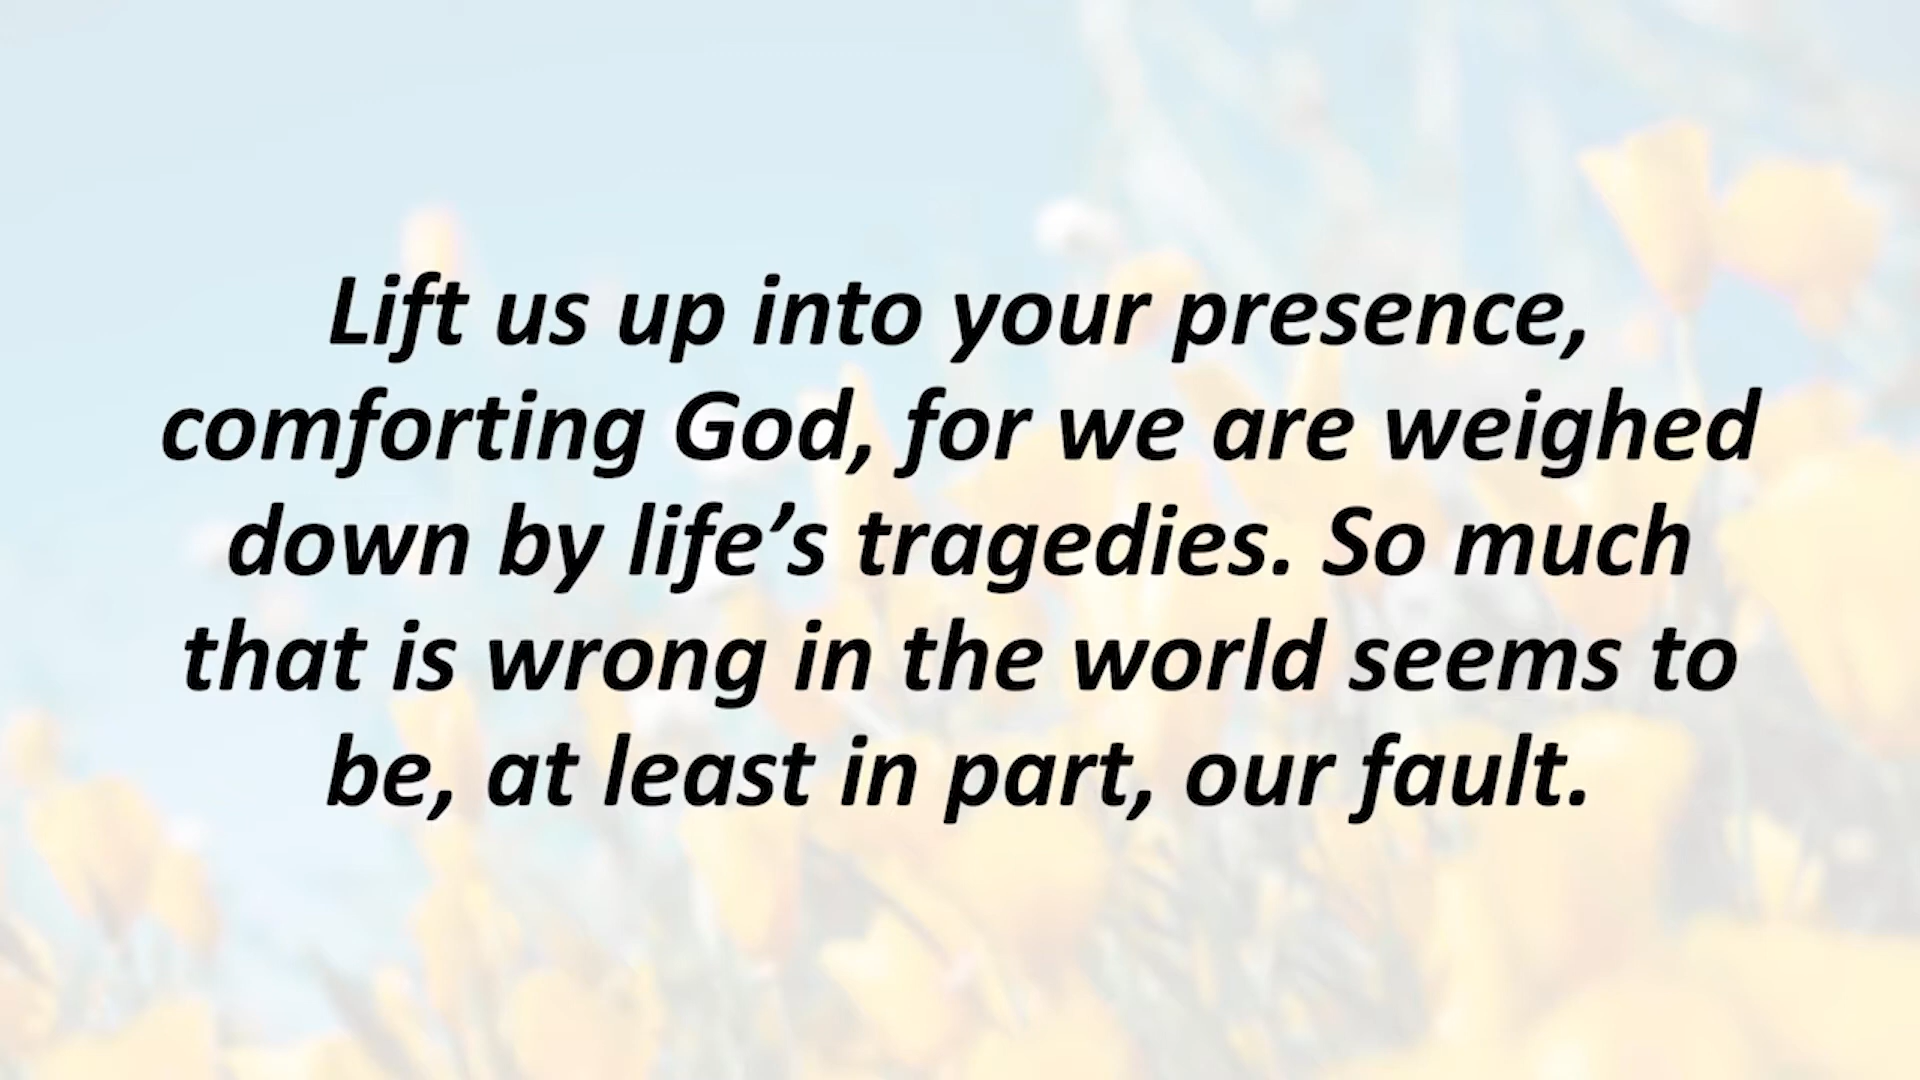 Lift us up into your presence,
comforting God, for we are weighed
down by life’s tragedies. So much
that is wrong in the world seems to
be, at least in part, our fault.